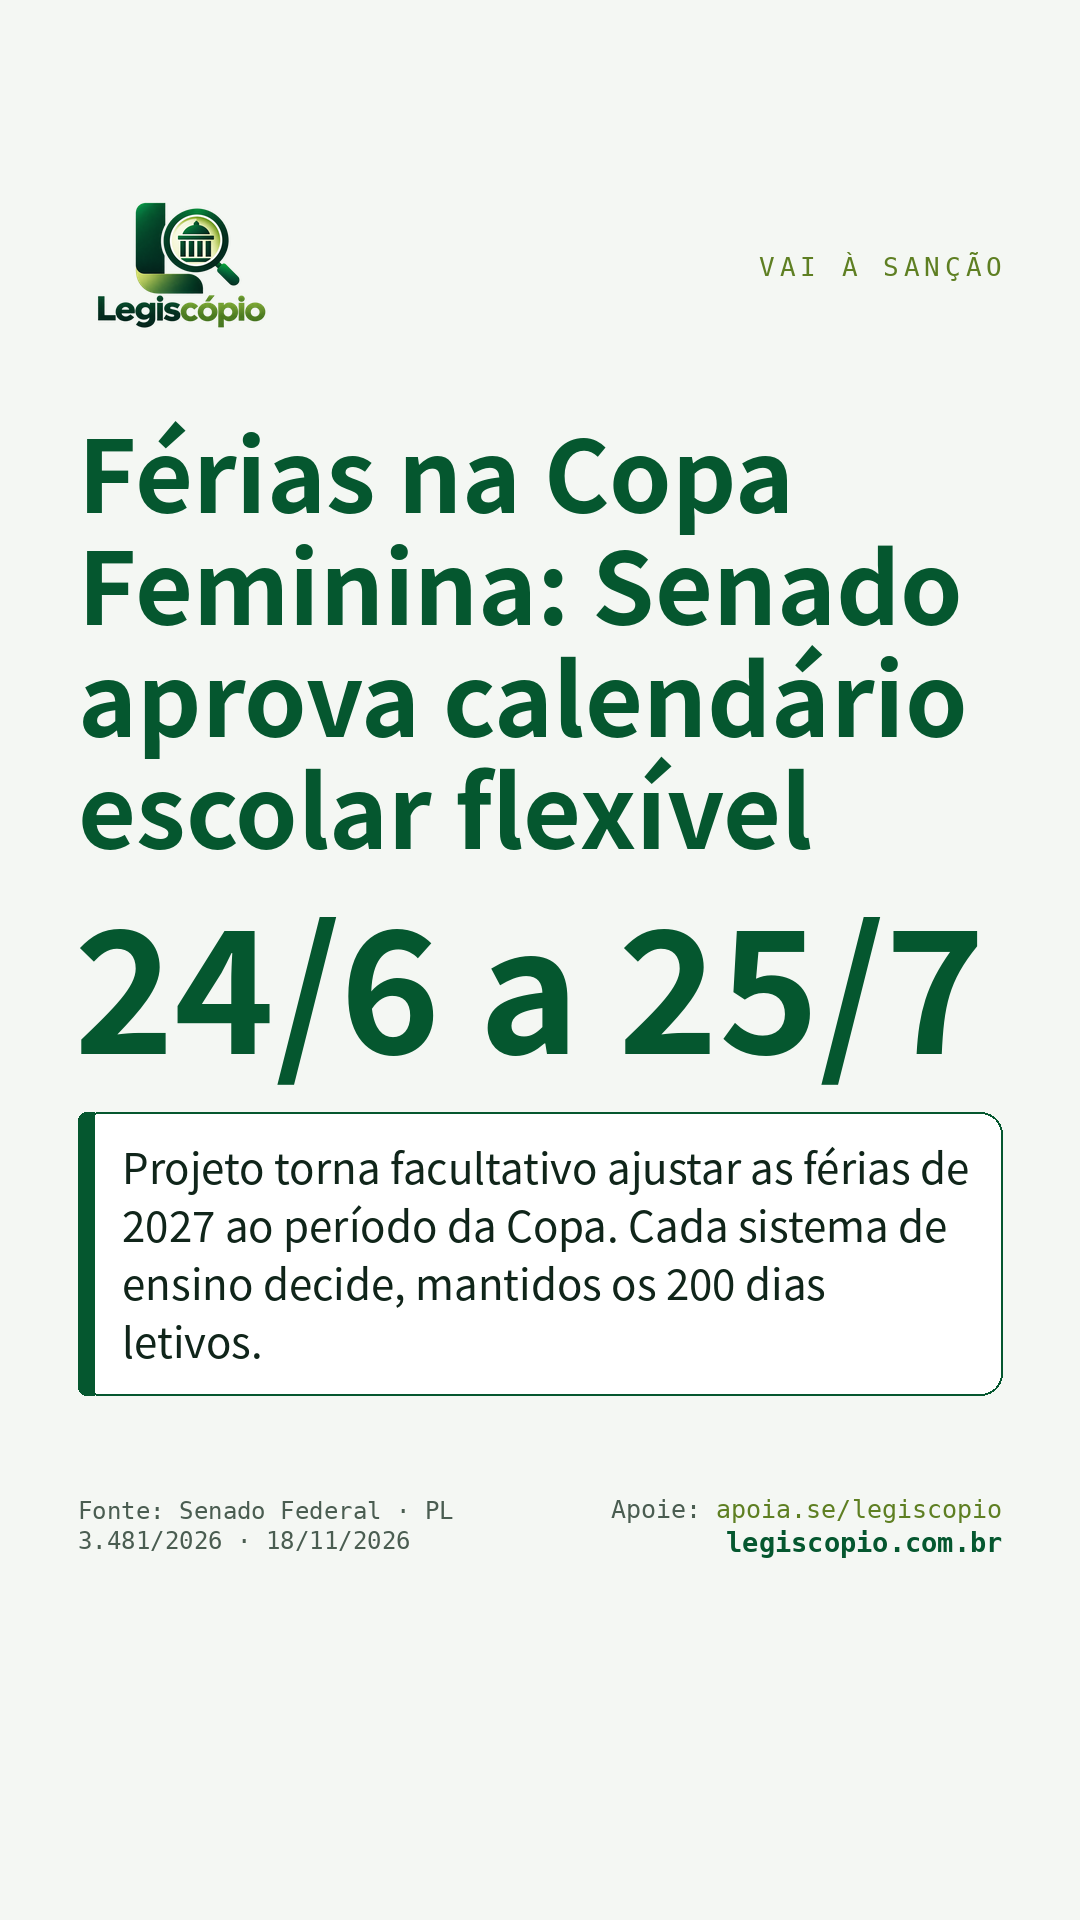 Legiscópio
VAI À SANÇÃO
Férias na Copa
Feminina: Senado
aprova calendário
escolar flexível
24/6 a 25/7
Projeto torna facultativo ajustar as férias de
2027 ao período da Copa. Cada sistema de
ensino decide, mantidos os 200 dias
letivos.
Fonte: Senado Federal · PL
3.481/2026 · 18/11/2026
Apoie: apoia.se/legiscopio
legiscopio.com.br